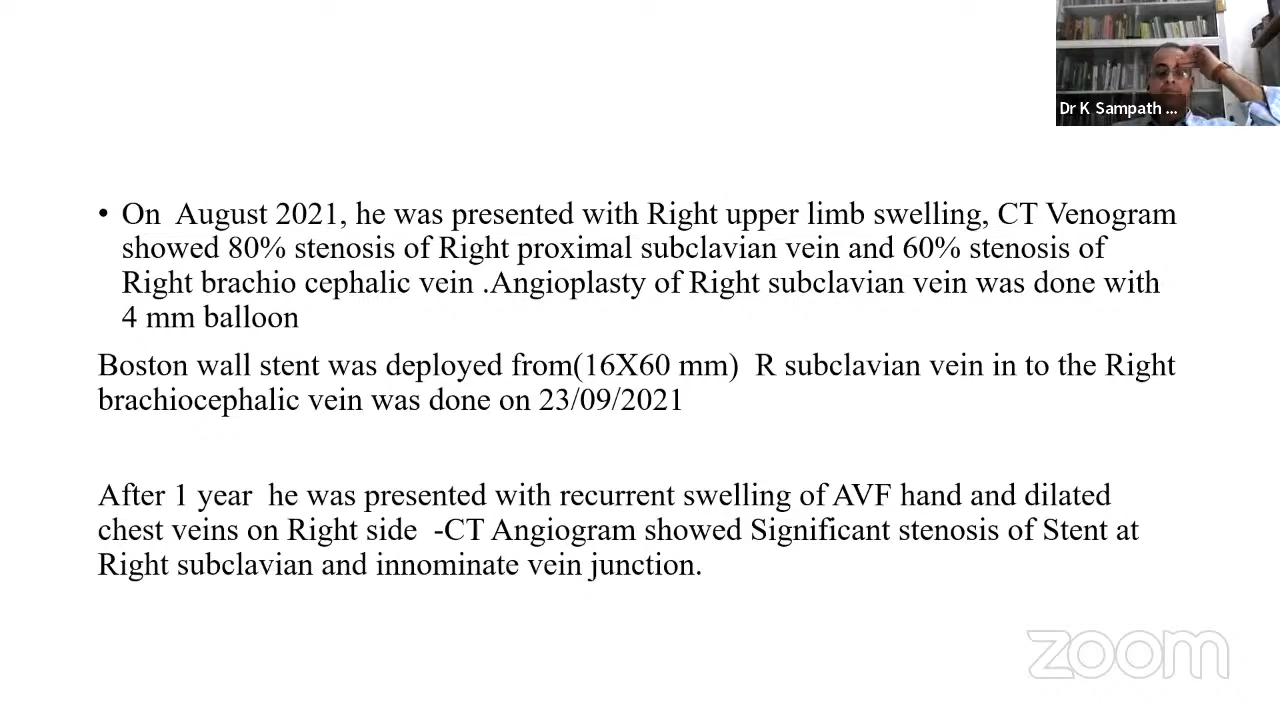 Dr K Sampath ...
• On August 2021, he was presented with Right upper limb swelling, CT Venogram
showed 80% stenosis of Right proximal subclavian vein and 60% stenosis of
Right brachio cephalic vein .Angioplasty of Right subclavian vein was done with
4 mm balloon
Boston wall stent was deployed from(16X60 mm) R subclavian vein in to the Right
brachiocephalic vein was done on 23/09/2021
After 1 year he was presented with recurrent swelling of AVF hand and dilated
chest veins on Right side -CT Angiogram showed Significant stenosis of Stent at
Right subclavian and innominate vein junction.
zoom